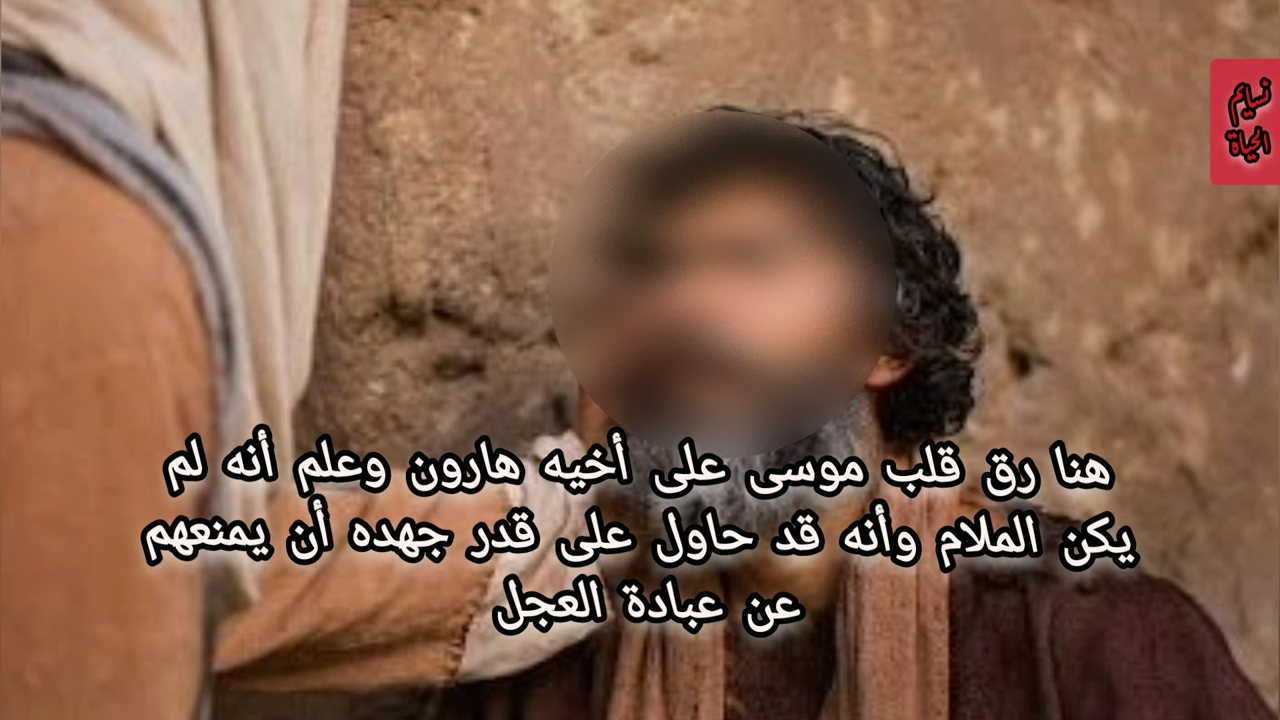 نسايم
الحياة
هنا رق قلب موسى على أخيه هارون وعلم أنه لم
يكن الملام وأنه قد حاول على قدر جهده أن يمنعهم
عن عبادة العجل